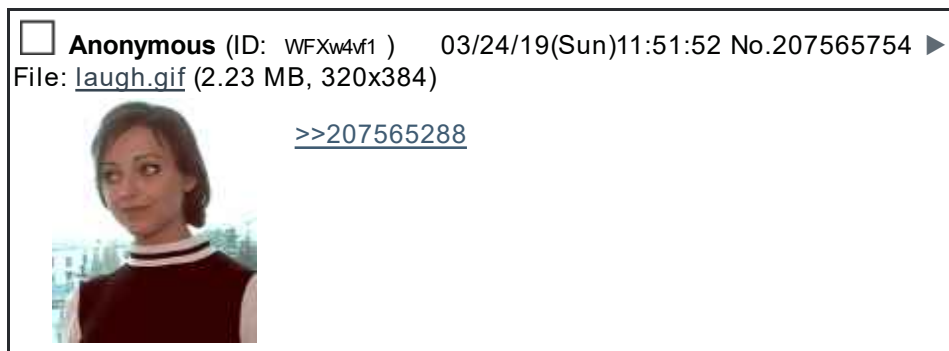 Anonymous (ID: WFXw4vf1 ) 03/24/19(Sun)11:51:52 No.207565754 ▶
File: laugh.gif (2.23 MB, 320x384)
>>207565288